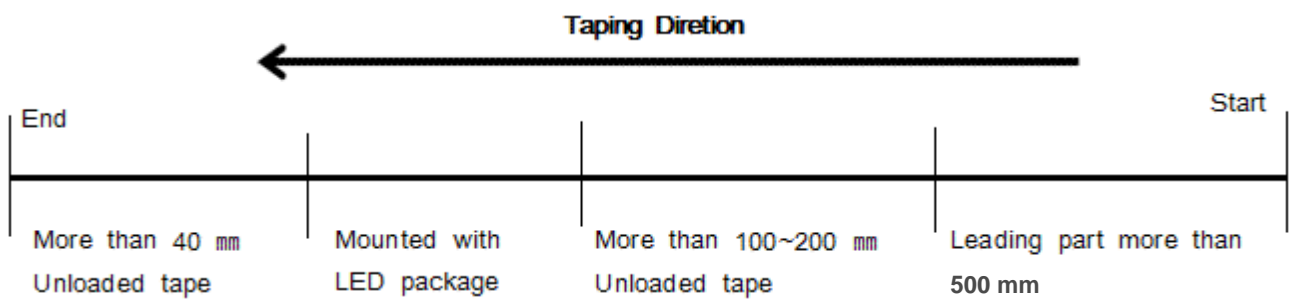 Taping Diretion
End
Start
More than 40 ㎜
Unloaded tape
Mounted with
LED package
More than 100~200 ㎜
Unloaded tape
Leading part more than
500 mm